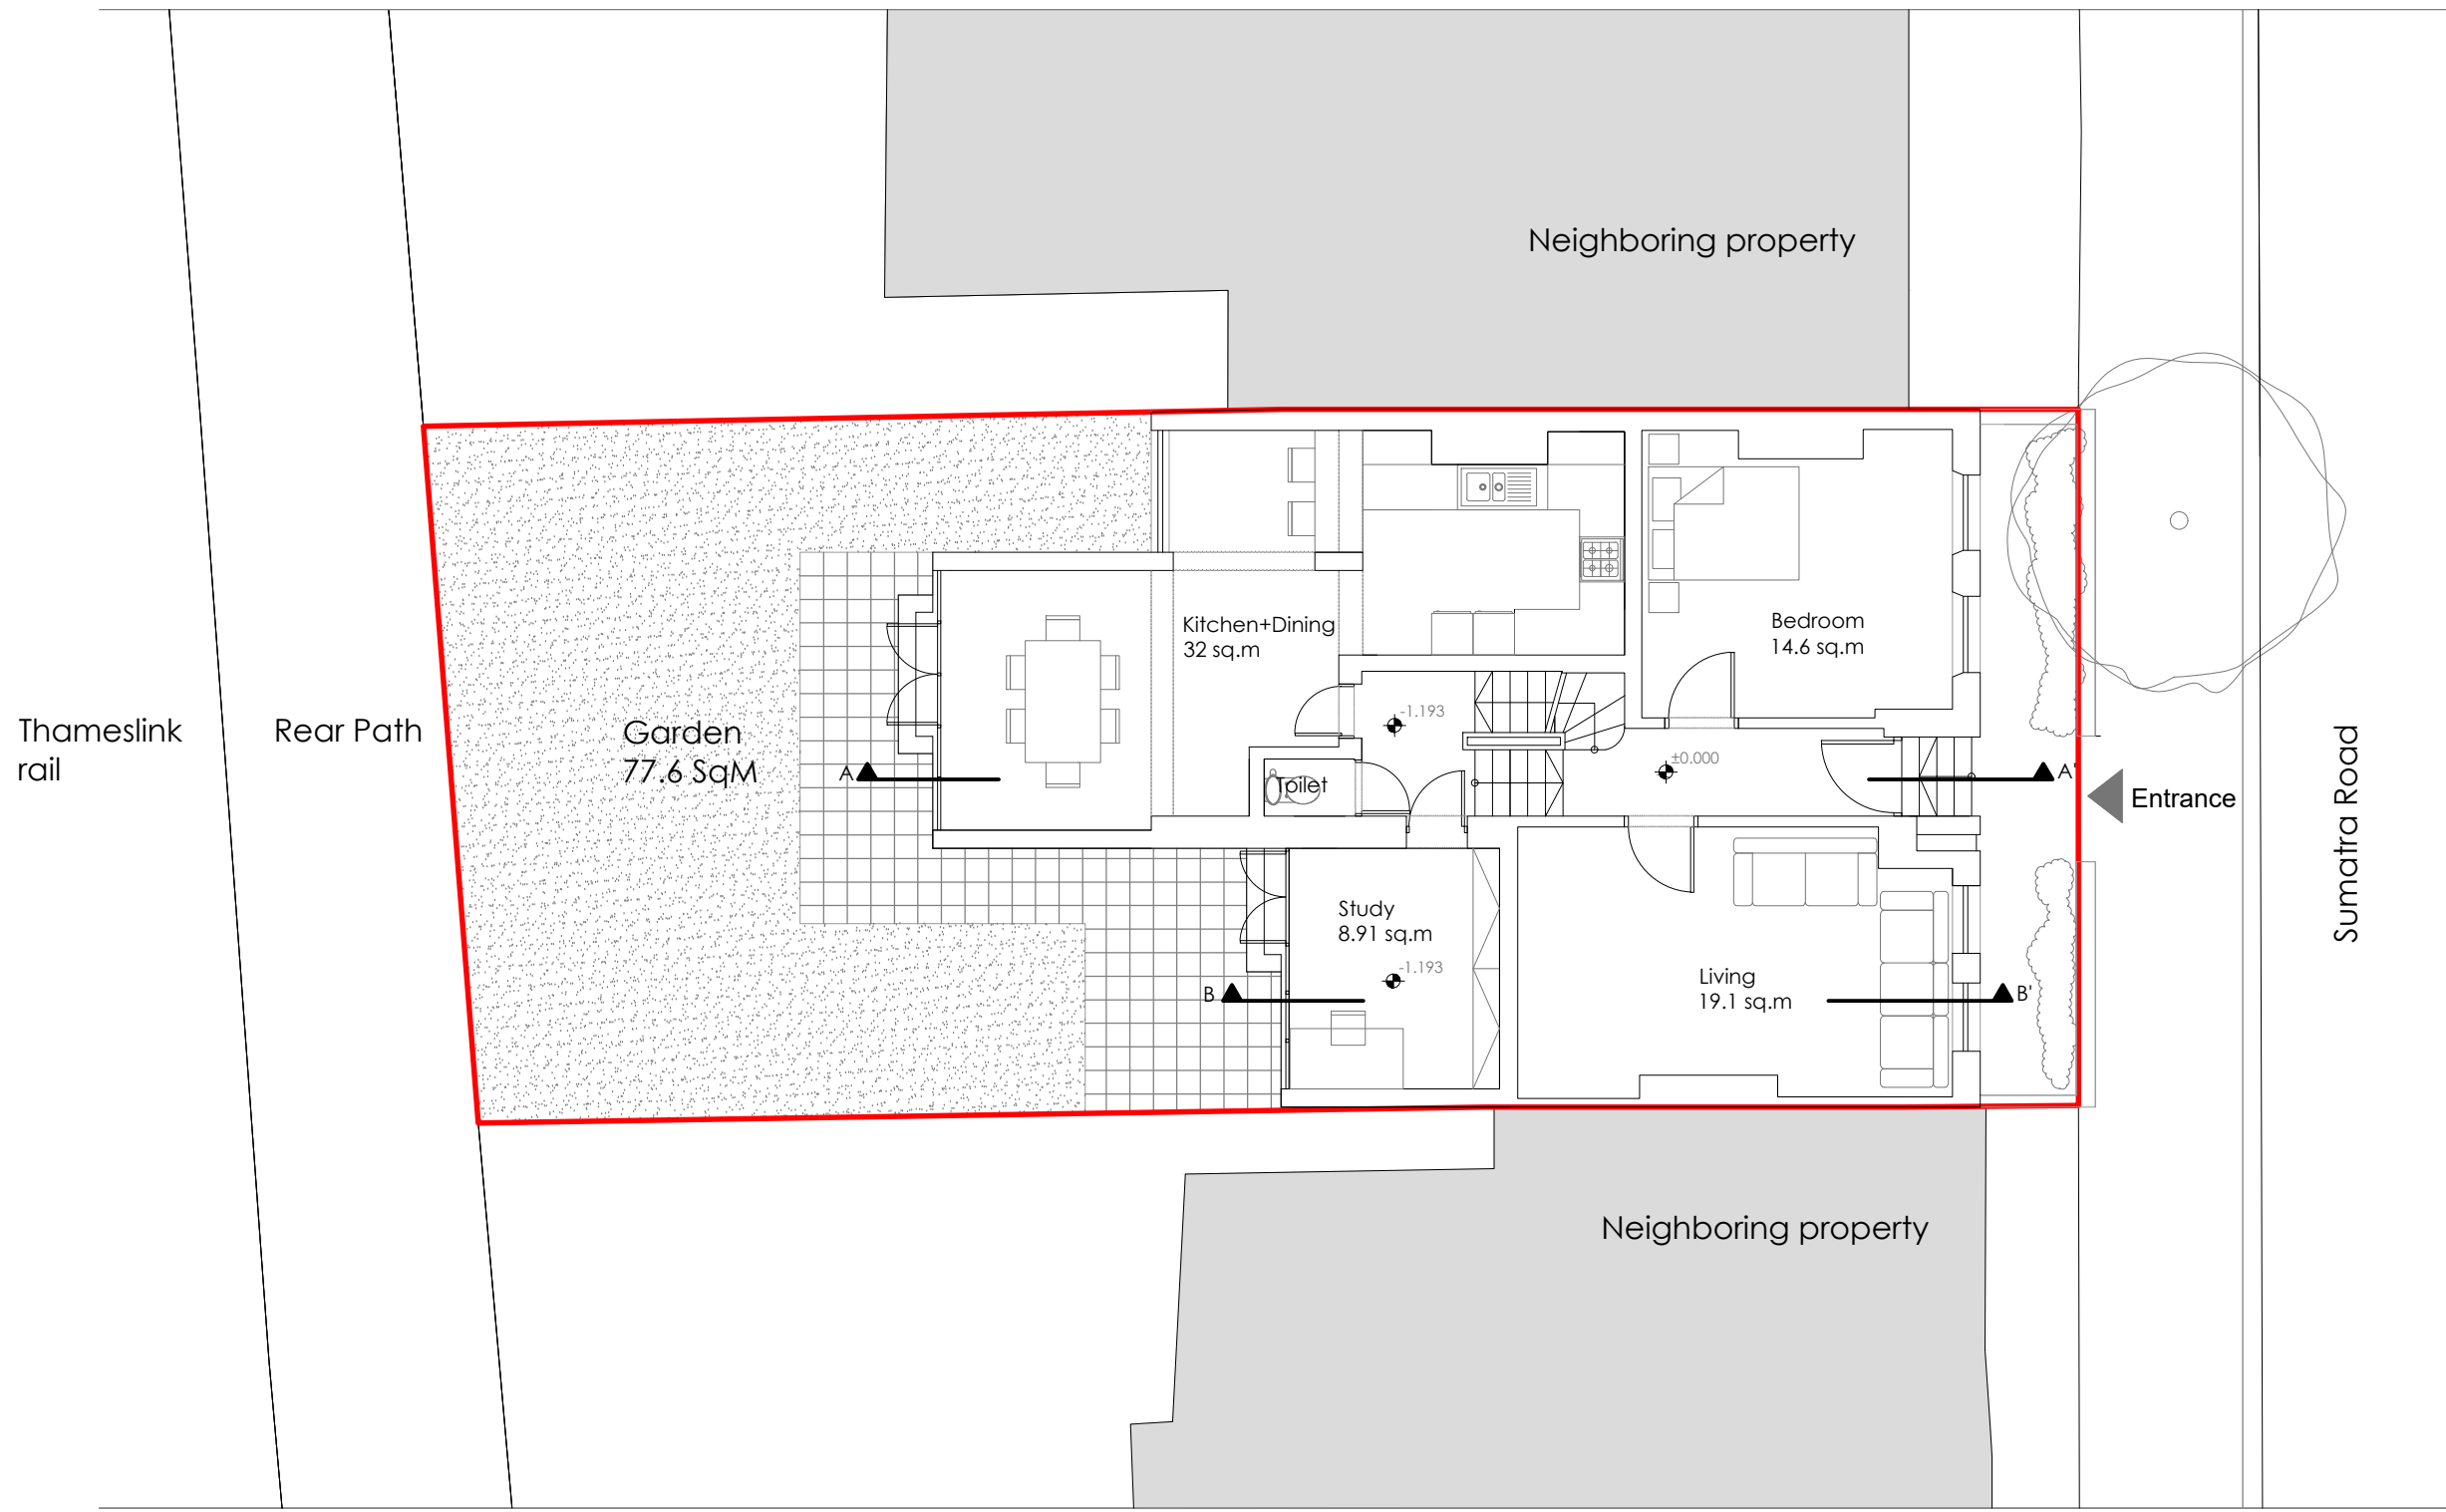 Neighboring property
Kitchen+Dining
32 sq.m
Bedroom
14.6 sq.m
Thameslink
rail
Rear Path
Garden
77.6 SqM
-1.193
±0.000
A
Toilet
A'
Entrance
Sumatra Road
Study
8.91 sq.m
-1.193
Living
19.1 sq.m
B
B'
Neighboring property